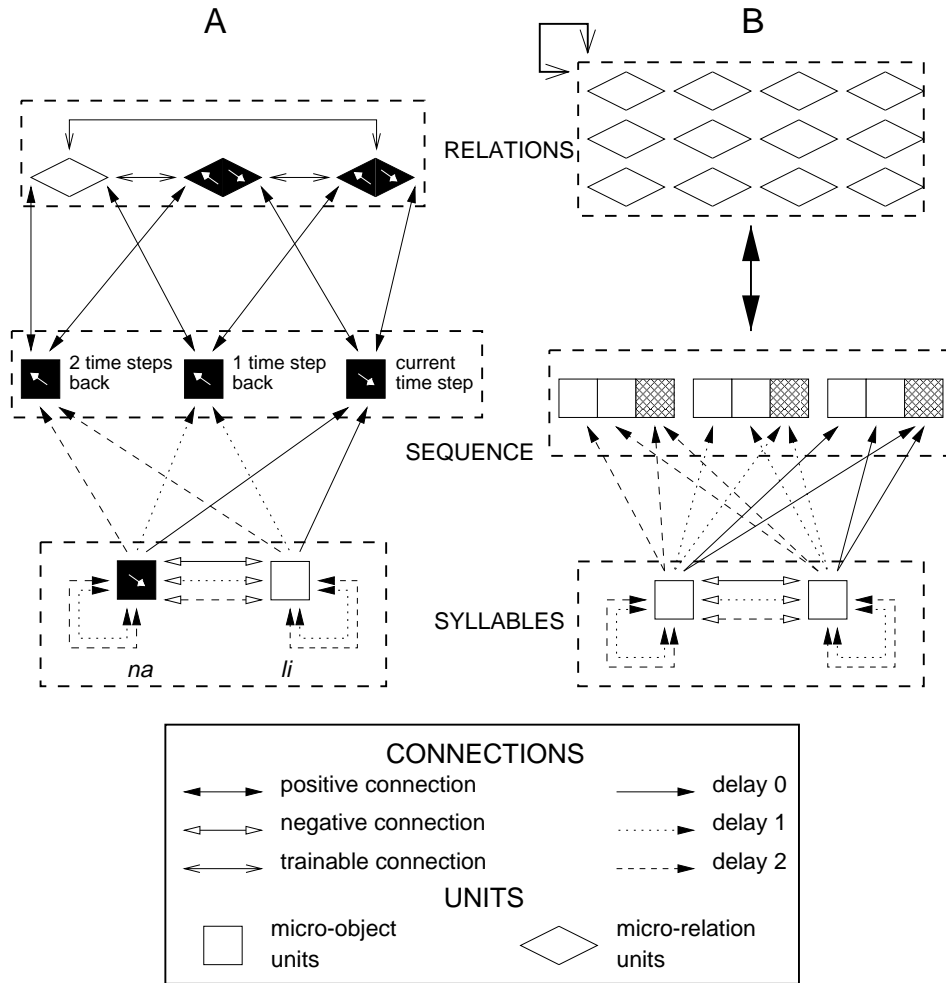 A
B
RELATIONS
2 time steps
back
1 time step
back
current
time step
SEQUENCE
SYLLABLES
na
li
CONNECTIONS
positive connection
delay 0
negative connection
delay 1
trainable connection
delay 2
UNITS
micro-object
units
micro-relation
units